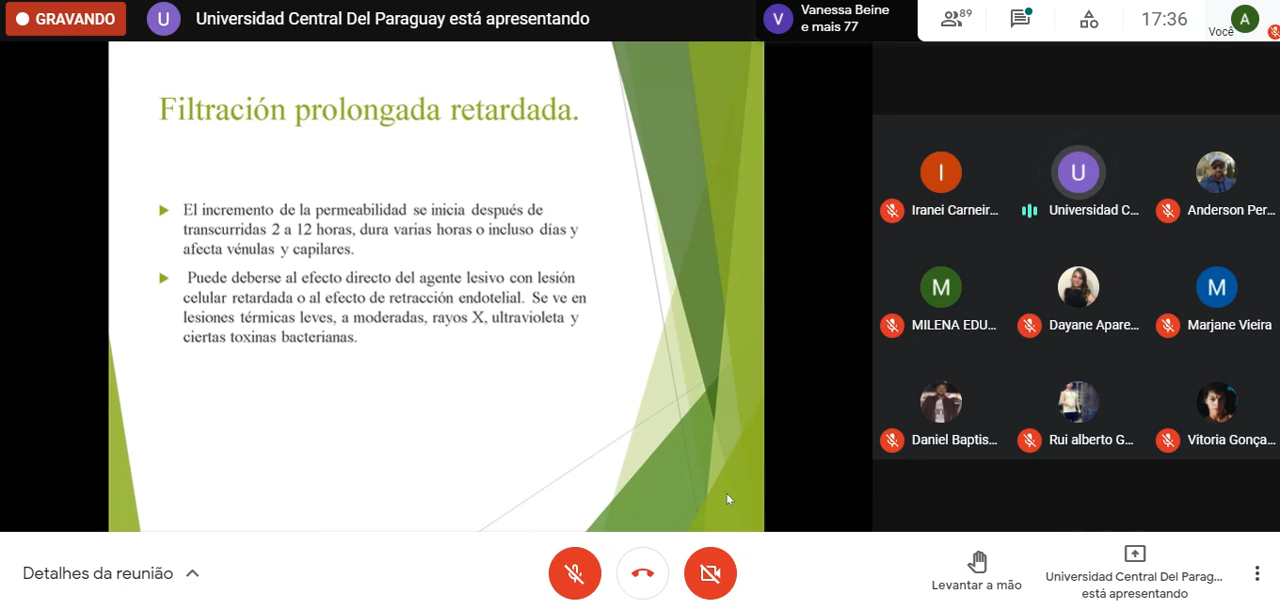 GRAVANDO
U
Universidad Central Del Paraguay está apresentando
V
Vanessa Beine
e mais 77
89
17:36
Você
A
Filtración prolongada retardada.
El incremento de la permeabilidad se inicia después de
transcurridas 2 a 12 horas, dura varias horas o incluso días y
afecta vénulas y capilares.
Puede deberse al efecto directo del agente lesivo con lesión
celular retardada o al efecto de retracción endotelial. Se ve en
lesiones térmicas leves, a moderadas, rayos X, ultravioleta y
ciertas toxinas bacterianas.
I
U
Iranei Carneir...
Universidad C...
Anderson Per...
M
M
MILENA EDU...
Dayane Apare...
Marjane Vieira
Daniel Baptis...
Rui alberto G...
Vitoria Gonça...
Detalhes da reunião
Levantar a mão
Universidad Central Del Parag...
está apresentando